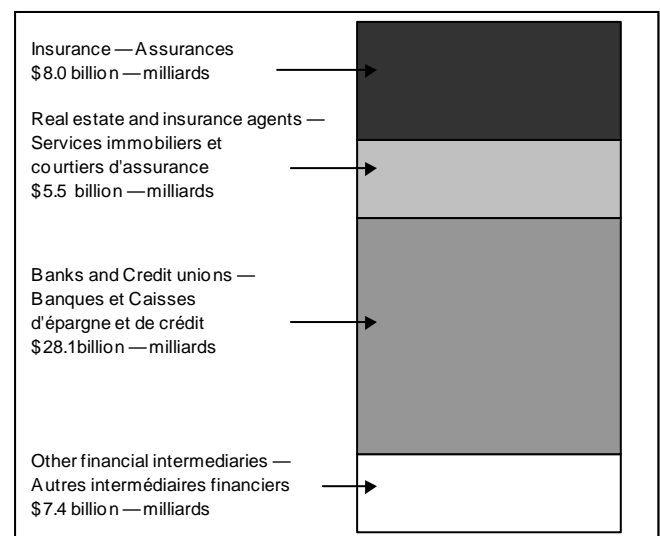 Insurance — Assurances
$8.0 billion — milliards
Real estate and insurance agents —
Services immobiliers et
courtiers d'assurance
$5.5 billion — milliards
Banks and Credit unions —
Banques et Caisses
d'épargne et de crédit
$28.1billion — milliards
Other financial intermediaries —
Autres intermédiaires financiers
$7.4 billion — milliards